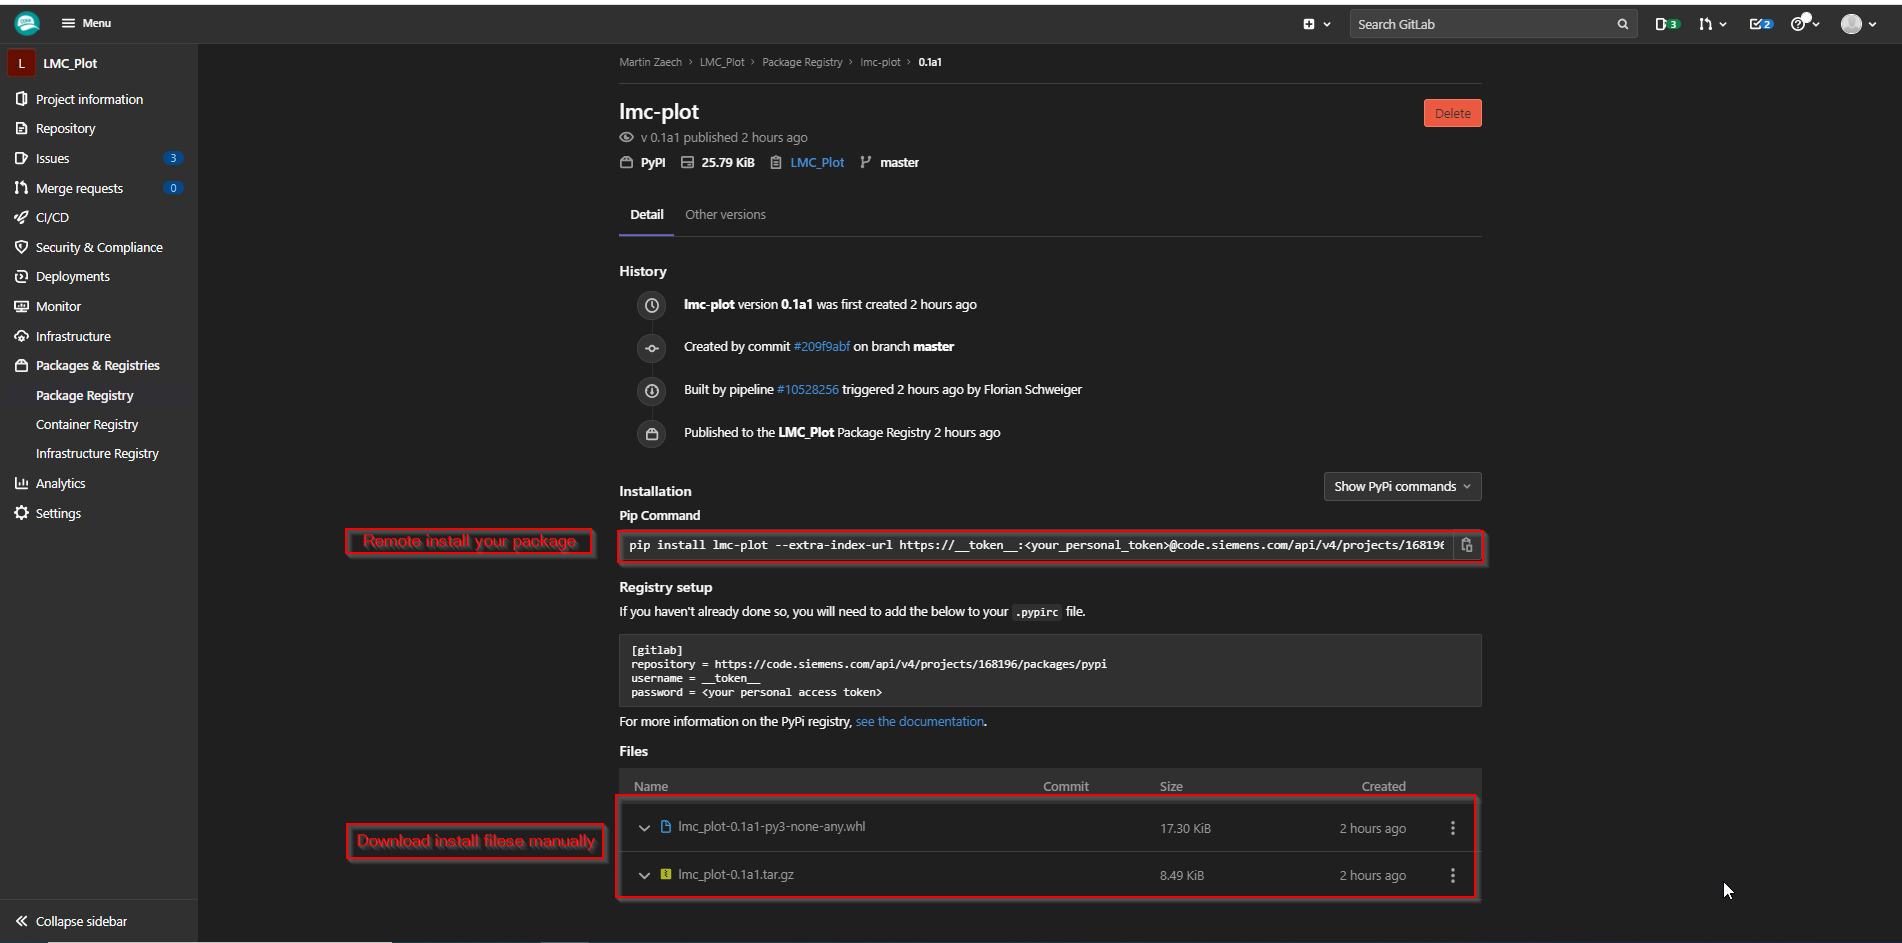 Menu
Search GitLab
3
2
L LMC_Plot
Project information
Repository
Issues 3
Merge requests 0
CI/CD
Security & Compliance
Deployments
Monitor
Infrastructure
Packages & Registries
Package Registry
Container Registry
Infrastructure Registry
Analytics
Settings
Collapse sidebar
Martin Zaech › LMC_Plot › Package Registry › lmc-plot › 0.1a1
lmc-plot
Delete
v 0.1a1 published 2 hours ago
PyPI 25.79 KiB LMC_Plot master
Detail Other versions
History
lmc-plot version 0.1a1 was first created 2 hours ago
Created by commit #209f9abf on branch master
Built by pipeline #10528256 triggered 2 hours ago by Florian Schweiger
Published to the LMC_Plot Package Registry 2 hours ago
Installation
Show PyPi commands
Pip Command
Remote install your package
pip install lmc-plot --extra-index-url https://__token__:<your_personal_token>@code.siemens.com/api/v4/projects/168196
Registry setup
If you haven't already done so, you will need to add the below to your .pypirc file.
[gitlab]
repository = https://code.siemens.com/api/v4/projects/168196/packages/pypi
username = __token__
password = <your personal access token>
For more information on the PyPi registry, see the documentation.
Files
Name Commit Size Created
Download install filese manually
lmc_plot-0.1a1-py3-none-any.whl 17.30 KiB 2 hours ago
lmc_plot-0.1a1.tar.gz 8.49 KiB 2 hours ago